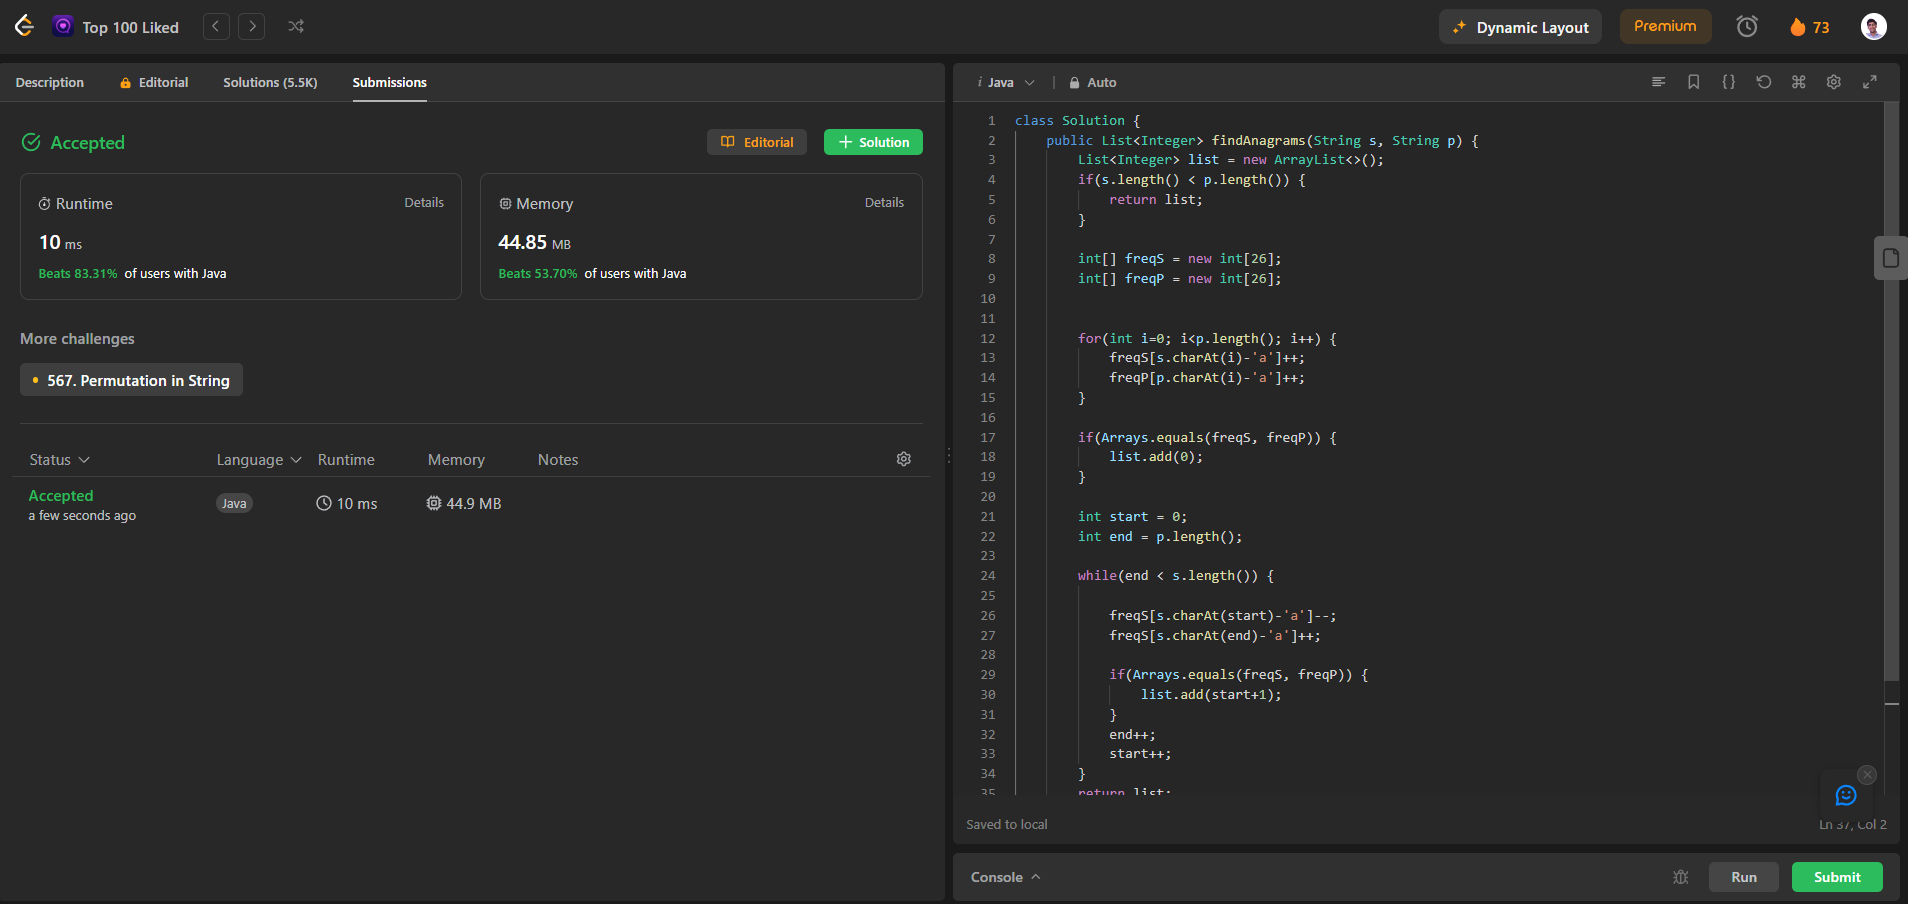 Top 100 Liked
Dynamic Layout
Premium
73
Description
Editorial
Solutions (5.5K)
Submissions
Accepted
Editorial
Solution
Runtime
Details
10 ms
Beats 83.31% of users with Java
Memory
Details
44.85 MB
Beats 53.70% of users with Java
More challenges
567. Permutation in String
Status Language Runtime Memory Notes
Accepted
a few seconds ago
Java
10 ms
44.9 MB
i Java | Auto
1 class Solution {
2 public List<Integer> findAnagrams(String s, String p) {
3 List<Integer> list = new ArrayList<>();
4 if(s.length() < p.length()) {
5 return list;
6 }
7
8 int[] freqS = new int[26];
9 int[] freqP = new int[26];
10
11
12 for(int i=0; i<p.length(); i++) {
13 freqS[s.charAt(i)-'a']++;
14 freqP[p.charAt(i)-'a']++;
15 }
16
17 if(Arrays.equals(freqS, freqP)) {
18 list.add(0);
19 }
20
21 int start = 0;
22 int end = p.length();
23
24 while(end < s.length()) {
25
26 freqS[s.charAt(start)-'a']--;
27 freqS[s.charAt(end)-'a']++;
28
29 if(Arrays.equals(freqS, freqP)) {
30 list.add(start+1);
31 }
32 end++;
33 start++;
34 }
35 return list;
Saved to local
Ln 37, Col 2
Console
Run
Submit